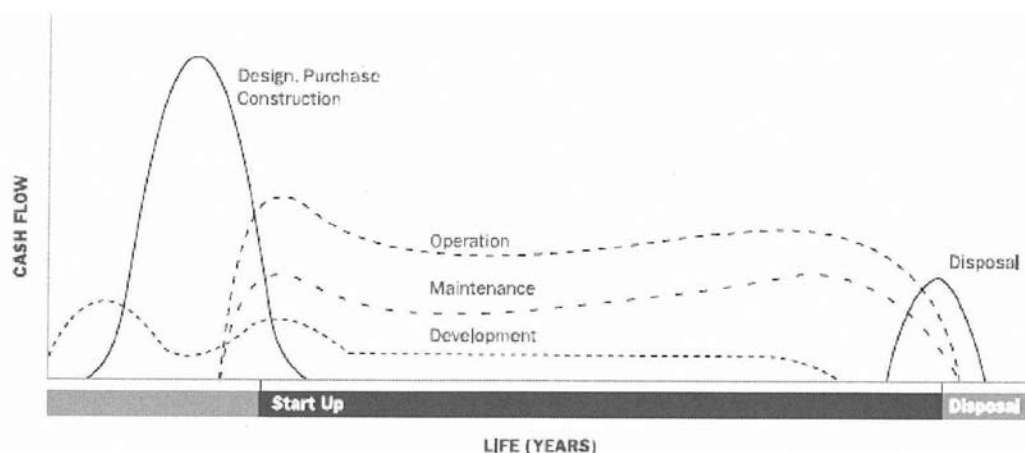 Design, Purchase
Construction
CASH FLOW
Operation
Disposal
Maintenance
Development
Start Up
Disposal
LIFE (YEARS)